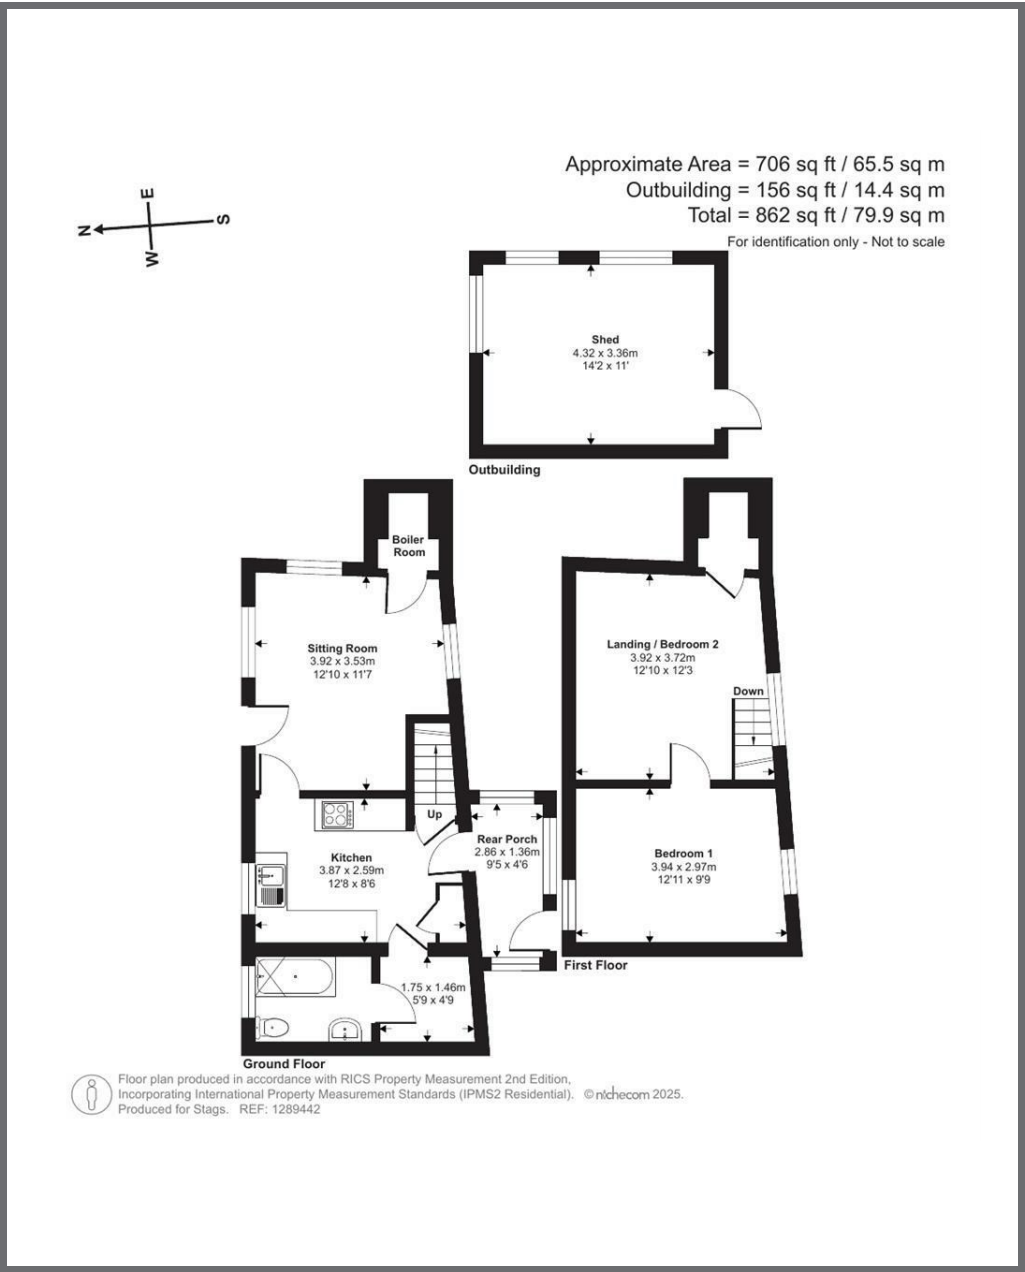 Approximate Area = 706 sq ft / 65.5 sq m
Outbuilding = 156 sq ft / 14.4 sq m
Total = 862 sq ft / 79.9 sq m
For identification only - Not to scale
E
N
S
W
Shed
4.32 x 3.36m
14'2 x 11'
Outbuilding
Boiler
Room
Sitting Room
3.92 x 3.53m
12'10 x 11'7
Landing / Bedroom 2
3.92 x 3.72m
12'10 x 12'3
Down
Up
Kitchen
3.87 x 2.59m
12'8 x 8'6
Rear Porch
2.86 x 1.36m
9'5 x 4'6
Bedroom 1
3.94 x 2.97m
12'11 x 9'9
First Floor
1.75 x 1.46m
5'9 x 4'9
Ground Floor
Floor plan produced in accordance with RICS Property Measurement 2nd Edition,
Incorporating International Property Measurement Standards (IPMS2 Residential). © nichecom 2025.
Produced for Stags. REF: 1289442